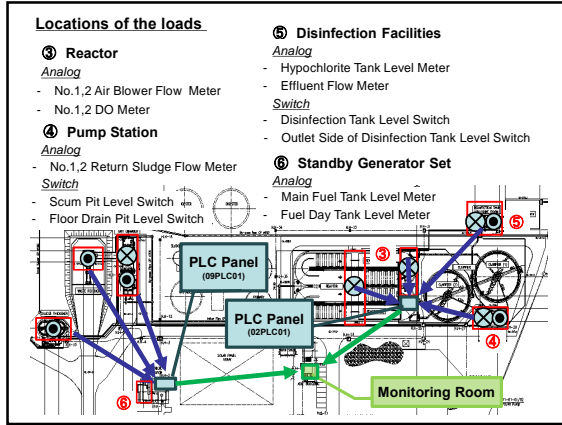 Locations of the loads
③ Reactor
Analog
- No.1,2 Air Blower Flow Meter
- No.1,2 DO Meter
④ Pump Station
Analog
- No.1,2 Return Sludge Flow Meter
Switch
- Scum Pit Level Switch
- Floor Drain Pit Level Switch
⑤ Disinfection Facilities
Analog
- Hypochlorite Tank Level Meter
- Effluent Flow Meter
Switch
- Disinfection Tank Level Switch
- Outlet Side of Disinfection Tank Level Switch
⑥ Standby Generator Set
Analog
- Main Fuel Tank Level Meter
- Fuel Day Tank Level Meter
⑤
③
PLC Panel
(09PLC01)
PLC Panel
(02PLC01)
④
⑥
Monitoring Room